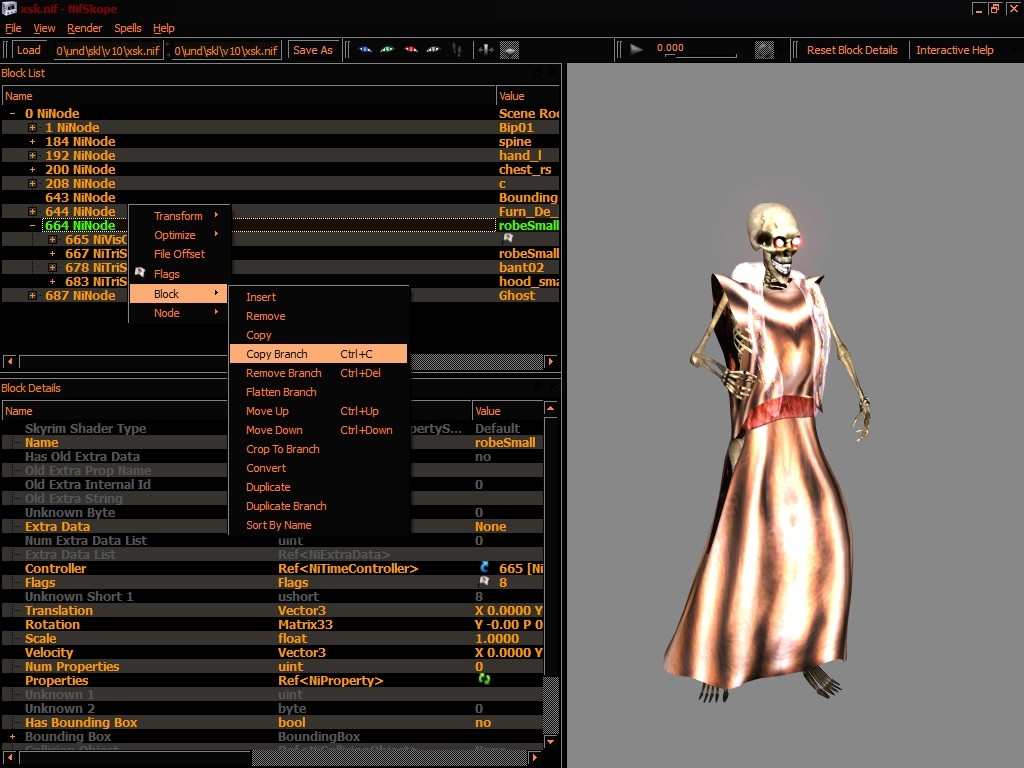 xsk.nif - NifSkope
File View Render Spells Help
Load 0\und\skl\v10\xsk.nif 0\und\skl\v10\xsk.nif Save As 0.000 Reset Block Details Interactive Help
Block List
Name Value
0 NiNode Scene Roo
1 NiNode Bip01
184 NiNode spine
192 NiNode hand_l
200 NiNode chest_rs
208 NiNode c
643 NiNode Bounding
644 NiNode Furn_De_
664 NiNode robeSmall
665 NiVisC
667 NiTriS robeSmall
678 NiTriS bant02
683 NiTriS hood_sma
687 NiNode Ghost
Transform
Optimize
File Offset
Flags
Block
Node
Insert
Remove
Copy
Copy Branch Ctrl+C
Remove Branch Ctrl+Del
Flatten Branch
Move Up Ctrl+Up
Move Down Ctrl+Down
Crop To Branch
Convert
Duplicate
Duplicate Branch
Sort By Name
Block Details
Name Value
Skyrim Shader Type pertyS... Default
Name robeSmall
Has Old Extra Data no
Old Extra Prop Name
Old Extra Internal Id 0
Old Extra String
Unknown Byte 0
Extra Data None
Num Extra Data List uint 0
Extra Data List Ref<NiExtraData>
Controller Ref<NiTimeController> 665 [Ni
Flags Flags 8
Unknown Short 1 ushort 8
Translation Vector3 X 0.0000 Y
Rotation Matrix33 Y -0.00 P 0
Scale float 1.0000
Velocity Vector3 X 0.0000 Y
Num Properties uint 0
Properties Ref<NiProperty>
Unknown 1 uint
Unknown 2 byte 0
Has Bounding Box bool no
Bounding Box BoundingBox
Collision Object Ref<NiCollisionObject>